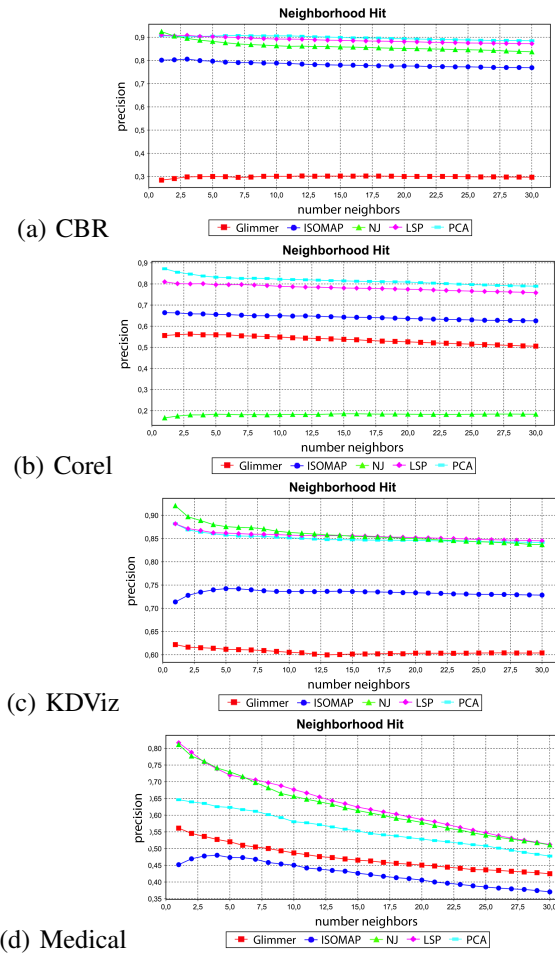 Neighborhood Hit
0,9
0,8
0,7
0,6
0,5
0,4
0,3
precision
0,0 2,5 5,0 7,5 10,0 12,5 15,0 17,5 20,0 22,5 25,0 27,5 30,0
number neighbors
Glimmer ISOMAP NJ LSP PCA
(a) CBR
Neighborhood Hit
0,9
0,8
0,7
0,6
0,5
0,4
0,3
0,2
precision
0,0 2,5 5,0 7,5 10,0 12,5 15,0 17,5 20,0 22,5 25,0 27,5 30,0
number neighbors
Glimmer ISOMAP NJ LSP PCA
(b) Corel
Neighborhood Hit
0,90
0,85
0,80
0,75
0,70
0,65
0,60
precision
0,0 2,5 5,0 7,5 10,0 12,5 15,0 17,5 20,0 22,5 25,0 27,5 30,0
number neighbors
Glimmer ISOMAP NJ LSP PCA
(c) KDViz
Neighborhood Hit
0,80
0,75
0,70
0,65
0,60
0,55
0,50
0,45
0,40
0,35
precision
0,0 2,5 5,0 7,5 10,0 12,5 15,0 17,5 20,0 22,5 25,0 27,5 30,0
number neighbors
Glimmer ISOMAP NJ LSP PCA
(d) Medical